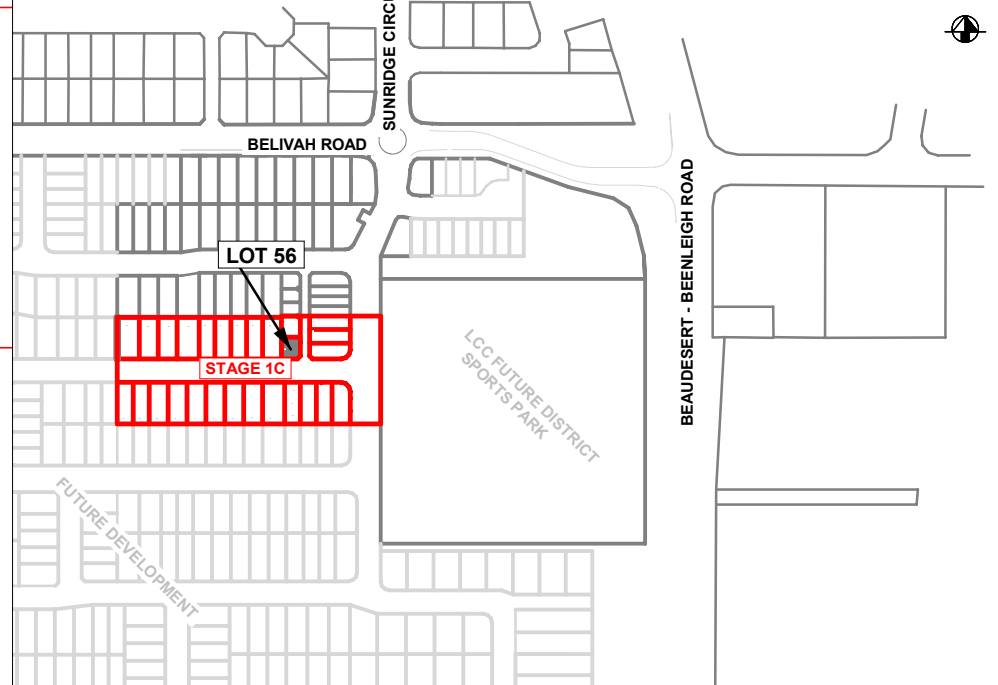 SUNRIDGE CIRC
BELIVAH ROAD
LOT 56
STAGE 1C
BEAUDESERT - BEENLEIGH ROAD
LCC FUTURE DISTRICT
SPORTS PARK
FUTURE DEVELOPMENT